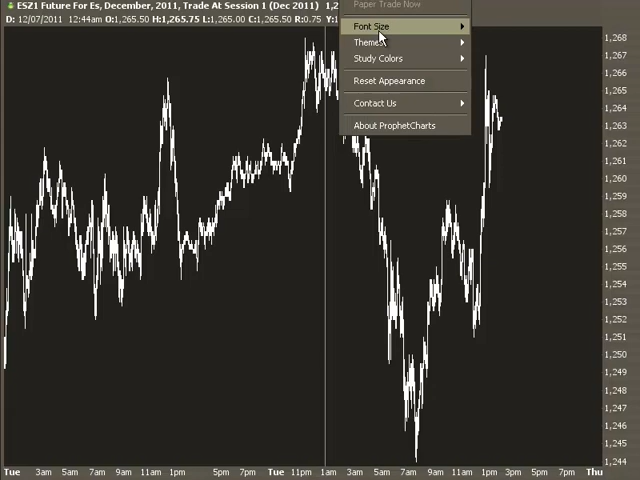 ESZ1 Future For Es, December, 2011, Trade At Session 1 (Dec 2011)
D: 12/07/2011 12:44am O: 1,265.50 H: 1,265.75 L: 1,265.00 C: 1,265.50 R: 0.75
Paper Trade Now
Font Size
Themes
Study Colors
Reset Appearance
Contact Us
About ProphetCharts
1,268
1,267
1,266
1,265
1,264
1,263
1,262
1,261
1,260
1,259
1,258
1,257
1,256
1,255
1,254
1,253
1,252
1,251
1,250
1,249
1,248
1,247
1,246
1,245
1,244
Tue 3am 5am 7am 9am 11am 1pm 5pm 7pm Tue 11pm 1am 3am 5am 7am 9am 11am 1pm 3pm 5pm 7pm Thu